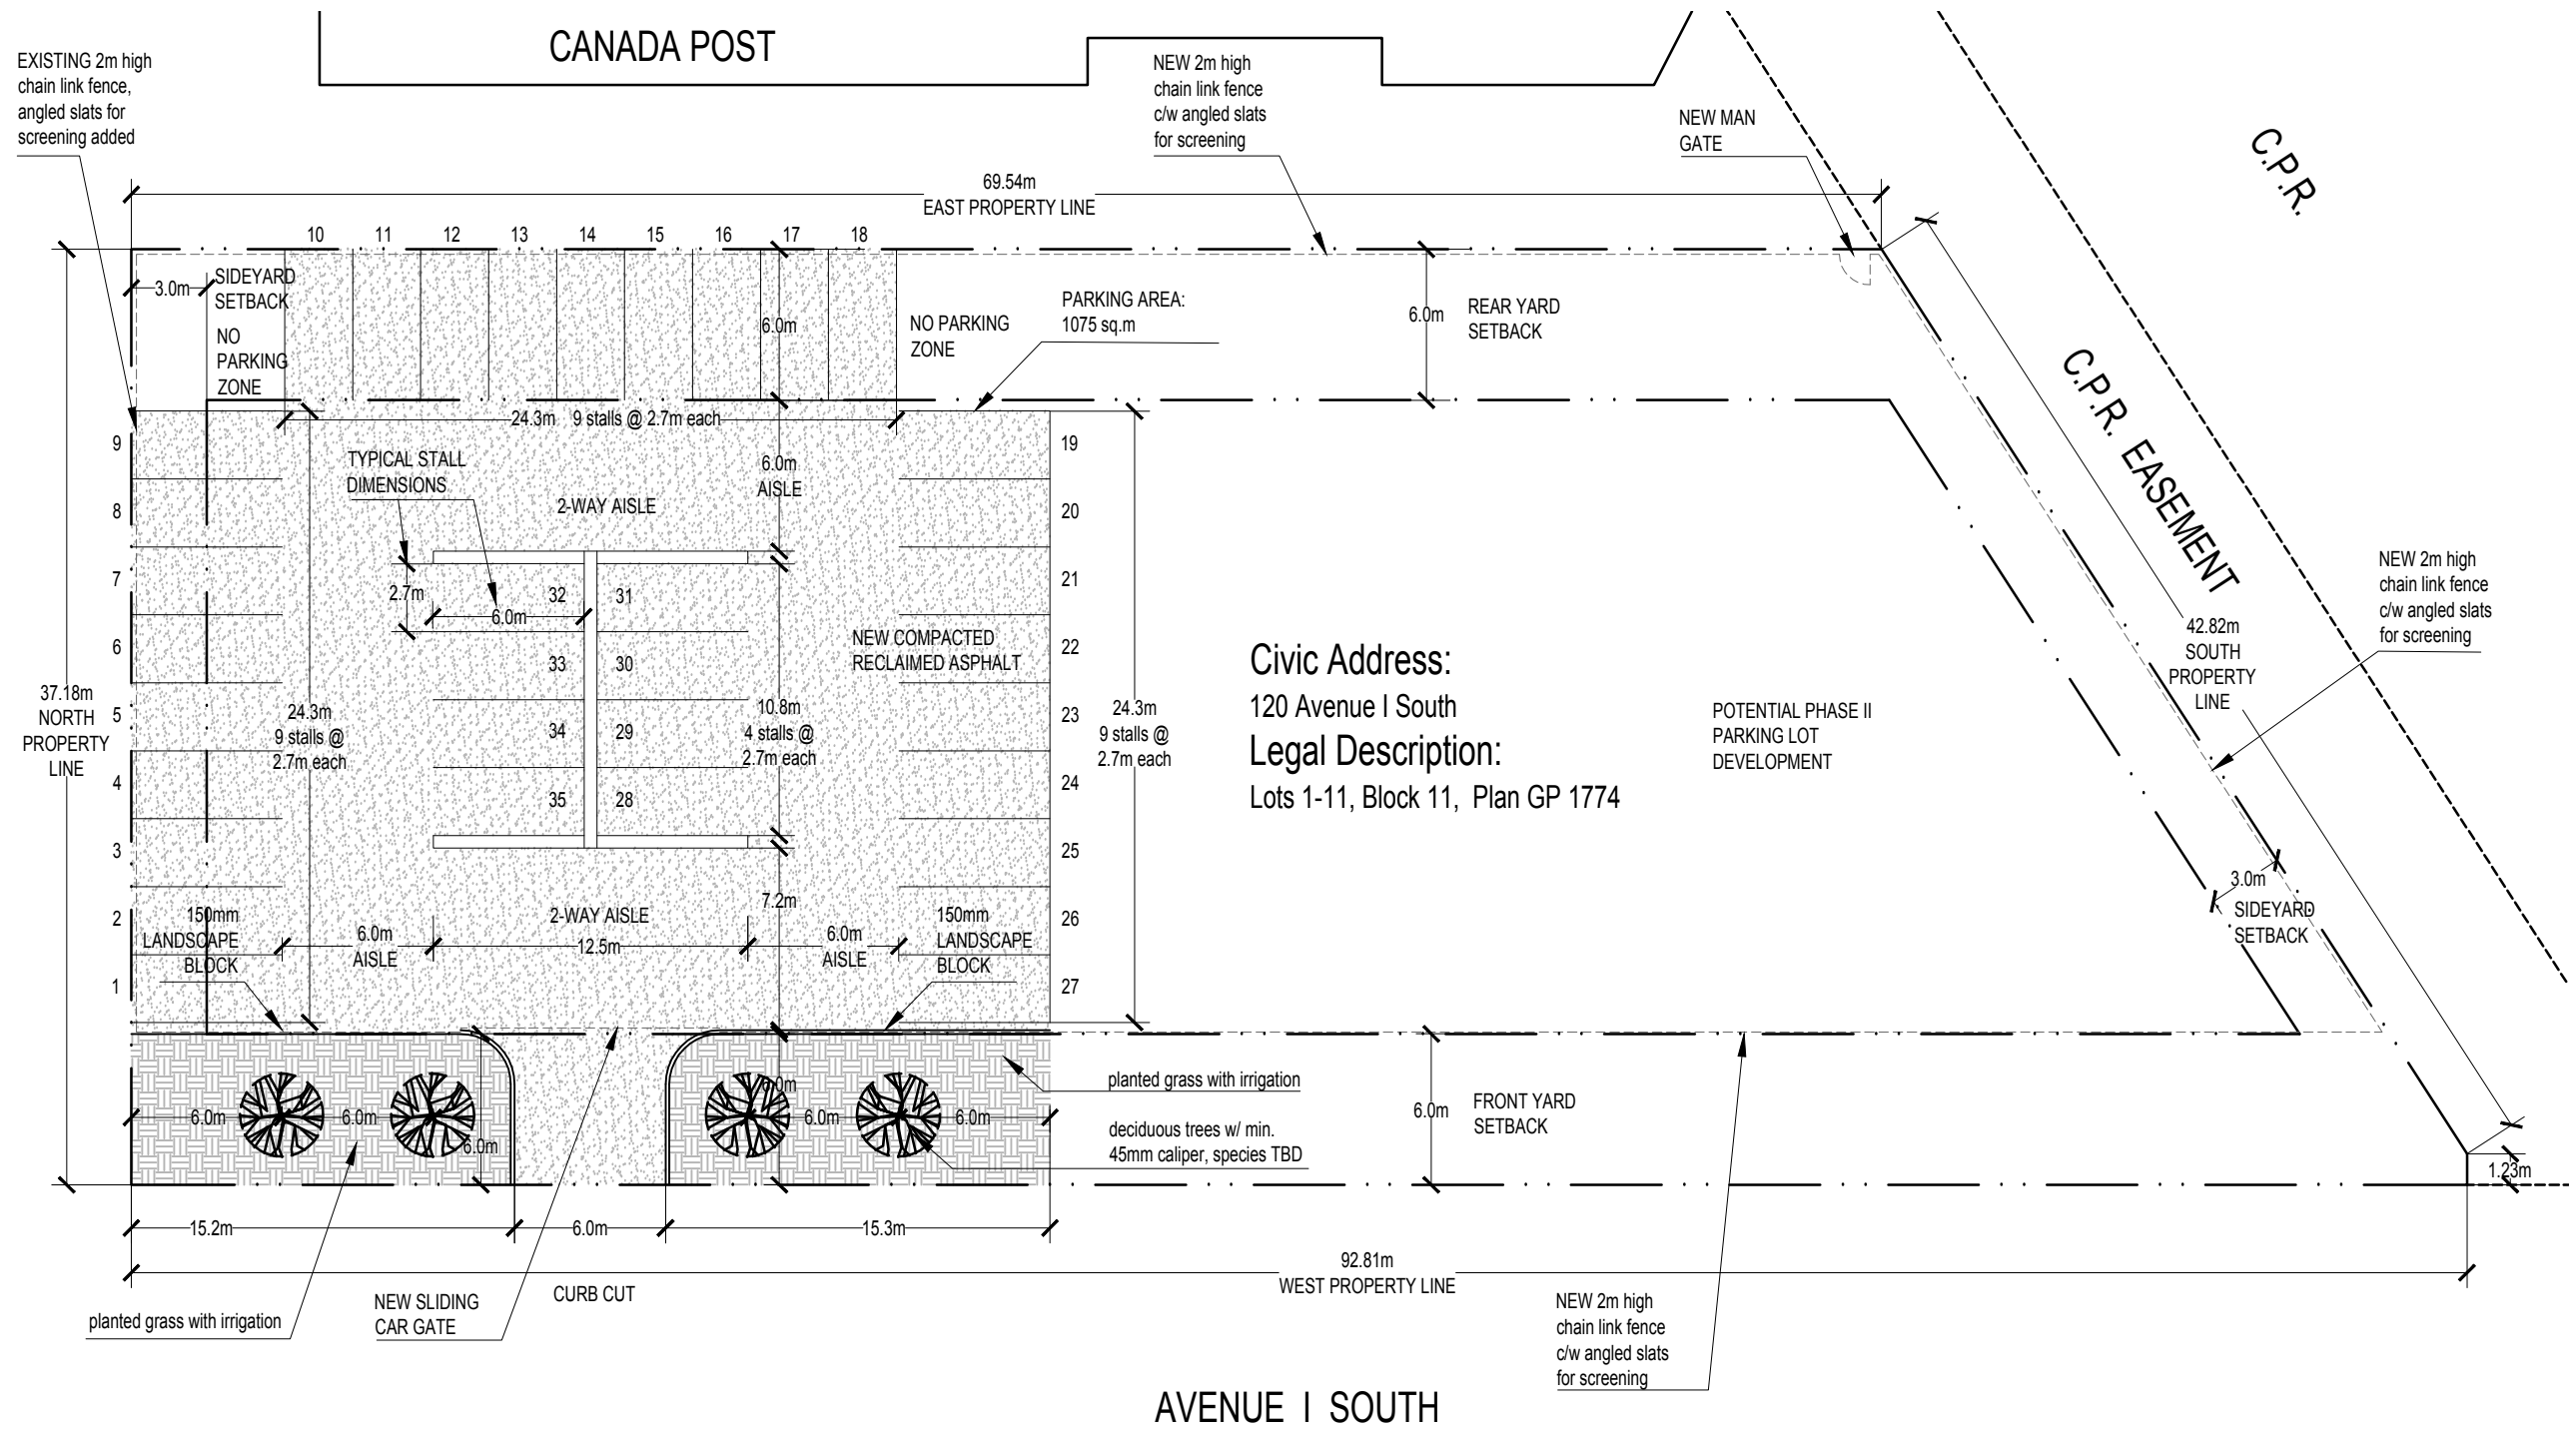 CANADA POST
EXISTING 2m high
chain link fence,
angled slats for
screening added
NEW 2m high
chain link fence
c/w angled slats
for screening
NEW MAN
GATE
C.P.R.
69.54m
EAST PROPERTY LINE
10 11 12 13 14 15 16 17 18
3.0m
SIDEYARD
SETBACK
NO
PARKING
ZONE
6.0m
NO PARKING
ZONE
PARKING AREA:
1075 sq.m
6.0m
REAR YARD
SETBACK
C.P.R. EASEMENT
24.3m 9 stalls @ 2.7m each
9
8
7
6
5
4
3
2
1
TYPICAL STALL
DIMENSIONS
2-WAY AISLE
6.0m
AISLE
19
20
21
22
23
24
25
26
27
2.7m
6.0m
32 31
33 30
34 29
35 28
NEW COMPACTED
RECLAIMED ASPHALT
37.18m
NORTH
PROPERTY
LINE
24.3m
9 stalls @
2.7m each
10.8m
4 stalls @
2.7m each
24.3m
9 stalls @
2.7m each
Civic Address:
120 Avenue I South
Legal Description:
Lots 1-11, Block 11, Plan GP 1774
POTENTIAL PHASE II
PARKING LOT
DEVELOPMENT
42.82m
SOUTH
PROPERTY
LINE
NEW 2m high
chain link fence
c/w angled slats
for screening
3.0m
SIDEYARD
SETBACK
7.2m
150mm
LANDSCAPE
BLOCK
6.0m
AISLE
2-WAY AISLE
12.5m
6.0m
AISLE
150mm
LANDSCAPE
BLOCK
6.0m
6.0m
6.0m
6.0m
6.0m
6.0m
planted grass with irrigation
deciduous trees w/ min.
45mm caliper, species TBD
6.0m
FRONT YARD
SETBACK
1.23m
15.2m
6.0m
15.3m
92.81m
WEST PROPERTY LINE
CURB CUT
NEW SLIDING
CAR GATE
planted grass with irrigation
NEW 2m high
chain link fence
c/w angled slats
for screening
AVENUE I SOUTH